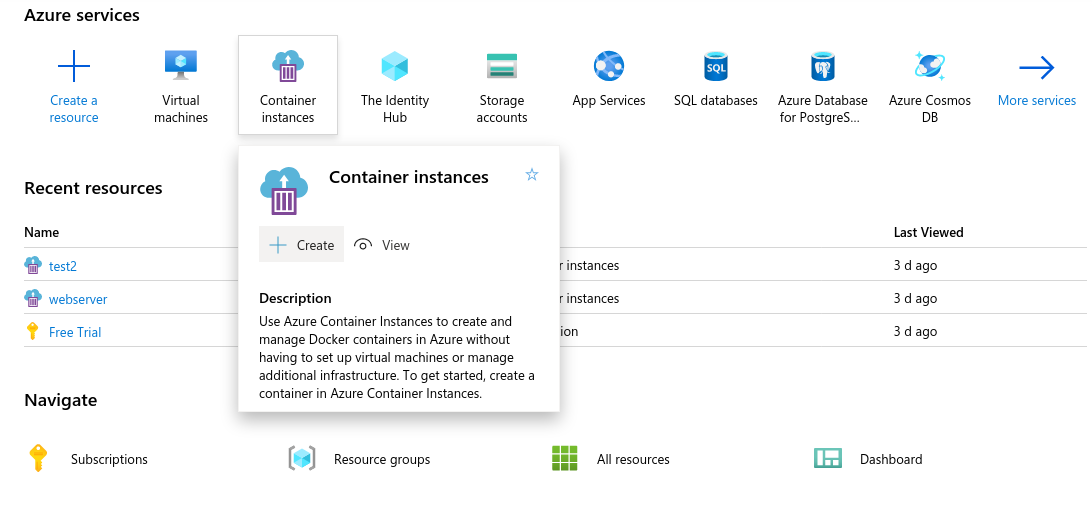 Azure services
Create a
resource
Virtual
machines
Container
instances
The Identity
Hub
Storage
accounts
App Services
SQL
SQL databases
Azure Database
for PostgreS...
Azure Cosmos
DB
More services
Container instances
Create
View
Description
Use Azure Container Instances to create and
manage Docker containers in Azure without
having to set up virtual machines or manage
additional infrastructure. To get started, create a
container in Azure Container Instances.
Recent resources
Name
Last Viewed
test2
r instances
3 d ago
webserver
r instances
3 d ago
Free Trial
ion
3 d ago
Navigate
Subscriptions
Resource groups
All resources
Dashboard